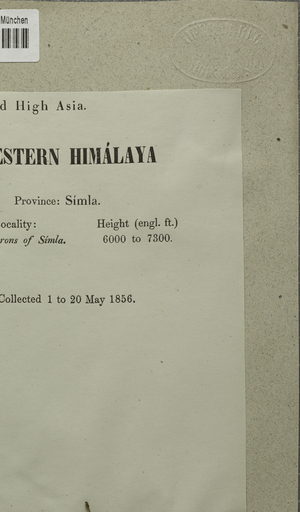 München
d High Asia.
ESTERN HIMÁLAYA
Province: Símla.
ocality: Height (engl. ft.)
rons of Símla. 6000 to 7300.
Collected 1 to 20 May 1856.